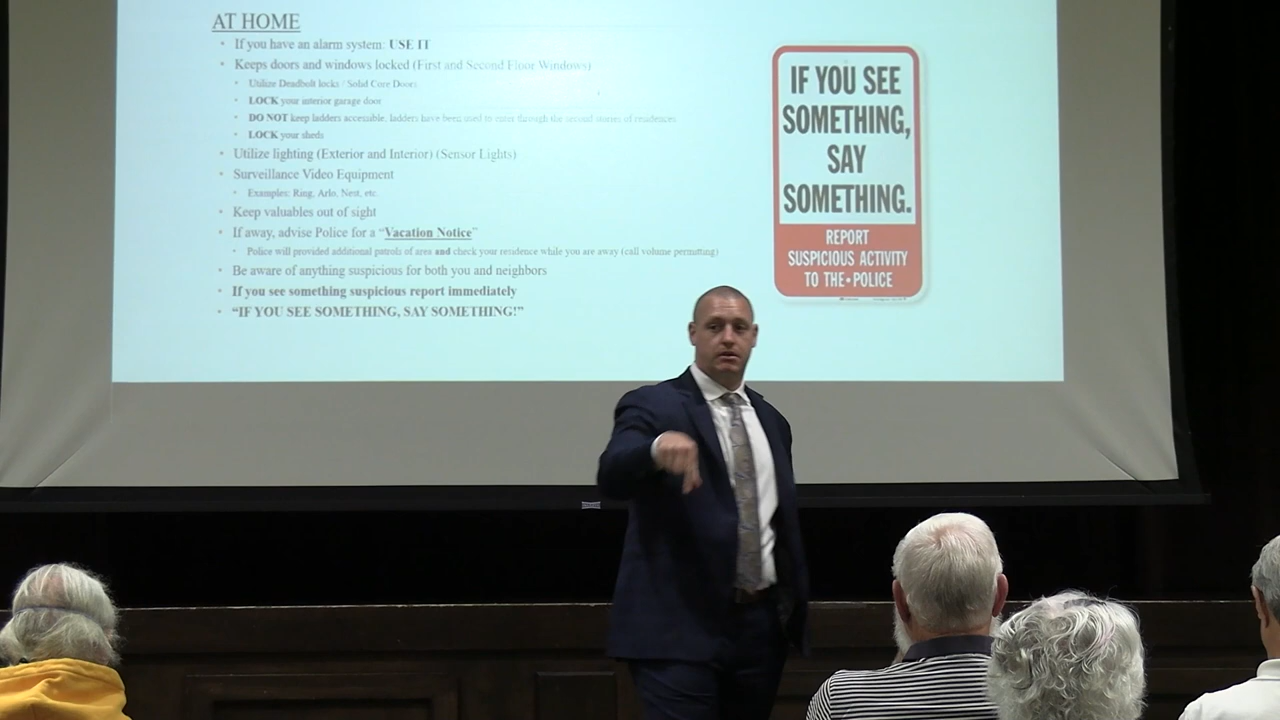 AT HOME
• If you have an alarm system: USE IT
• Keeps doors and windows locked (First and Second Floor Windows)
• Utilize Deadbolt locks / Solid Core Doors
• LOCK your interior garage door
• DO NOT keep ladders accessible, ladders have been used to enter through the second stories of residences
• LOCK your sheds
• Utilize lighting (Exterior and Interior) (Sensor Lights)
• Surveillance Video Equipment
• Examples: Ring, Arlo, Nest, etc.
• Keep valuables out of sight
• If away, advise Police for a “Vacation Notice”
• Police will provided additional patrols of area and check your residence while you are away (call volume permitting)
• Be aware of anything suspicious for both you and neighbors
• If you see something suspicious report immediately
• “IF YOU SEE SOMETHING, SAY SOMETHING!”
IF YOU SEE
SOMETHING,
SAY
SOMETHING.
REPORT
SUSPICIOUS ACTIVITY
TO THE•POLICE